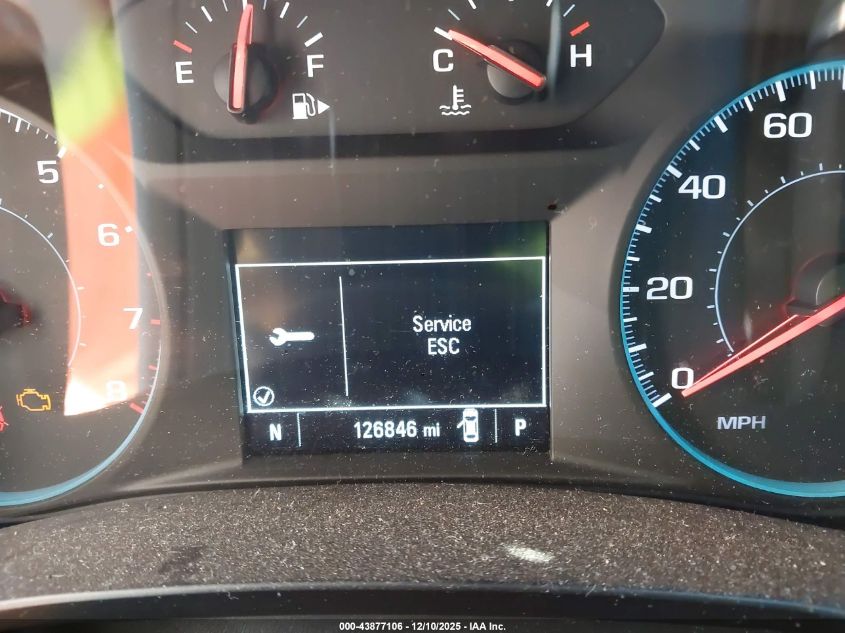 E F C H
5 6 7 8
0 20 40 60
MPH
Service
ESC
N 126846 mi P
000-43877106 - 12/10/2025 - IAA Inc.